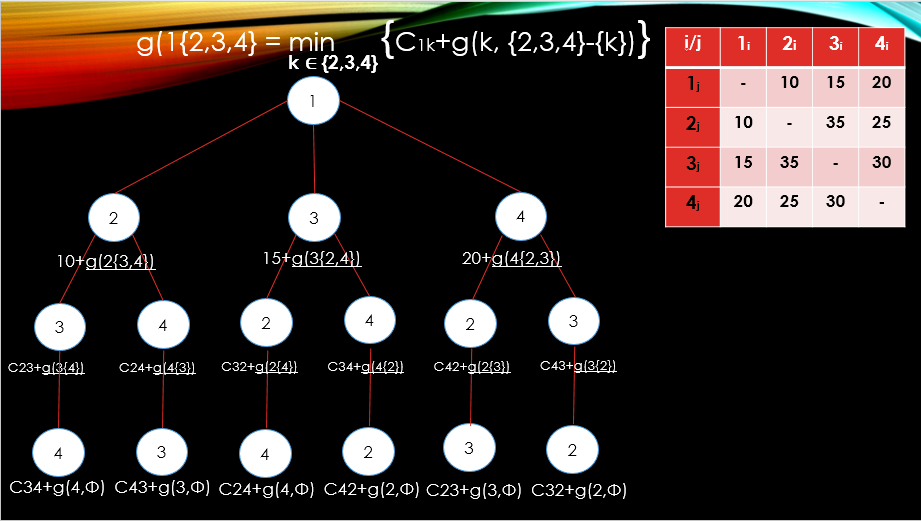 g(1{2,3,4} = min {C1k+g(k, {2,3,4}-{k})}
k ∈ {2,3,4}
i/j 1i 2i 3i 4i
1j - 10 15 20
2j 10 - 35 25
3j 15 35 - 30
4j 20 25 30 -
1
2 3 4
10+g(2{3,4}) 15+g(3{2,4}) 20+g(4{2,3})
3 4 2 4 2 3
C23+g(3{4}) C24+g(4{3}) C32+g(2{4}) C34+g(4{2}) C42+g(2{3}) C43+g(3{2})
4 3 4 2 3 2
C34+g(4,Φ) C43+g(3,Φ) C24+g(4,Φ) C42+g(2,Φ) C23+g(3,Φ) C32+g(2,Φ)